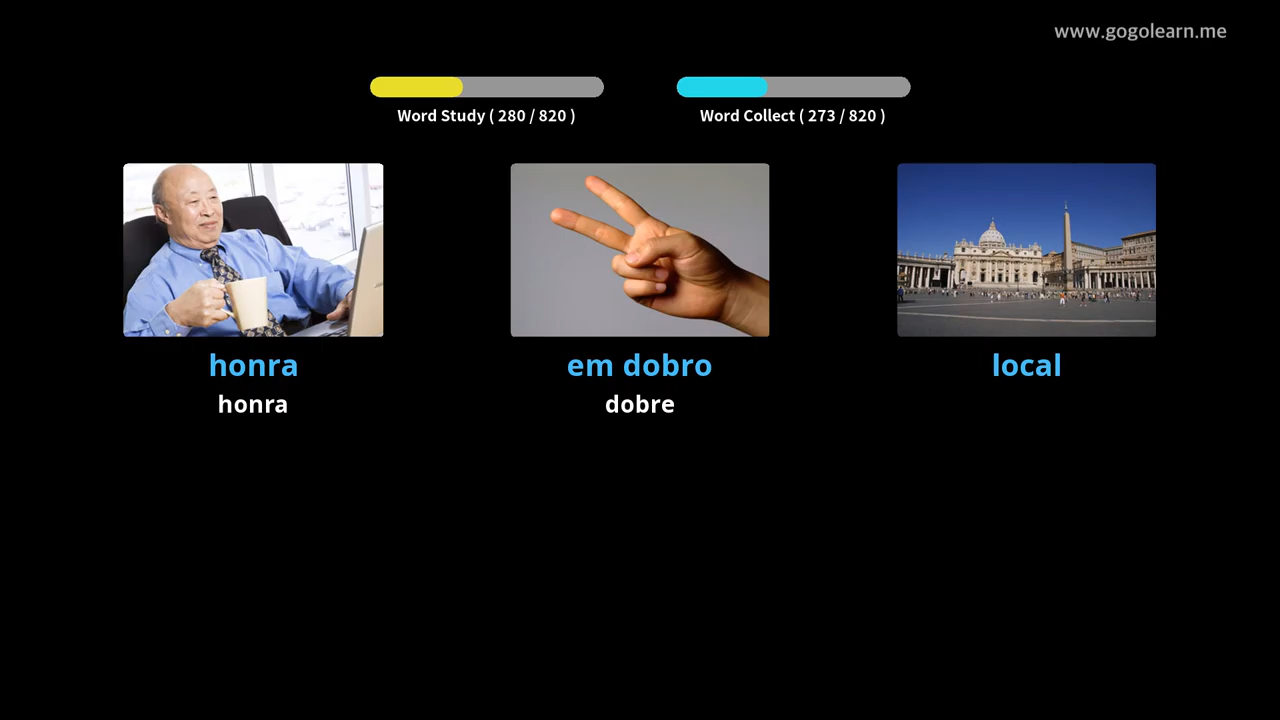 www.gogolearn.me
Word Study ( 280 / 820 )
Word Collect ( 273 / 820 )
honra
em dobro
local
honra
dobre